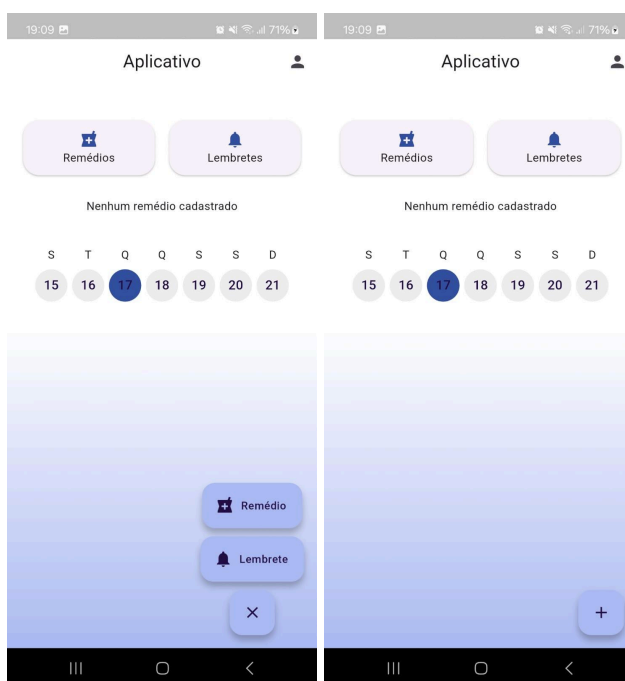 19:09
71%
Aplicativo
Remédios
Lembretes
Nenhum remédio cadastrado
S T Q Q S S D
15 16 17 18 19 20 21
Remédio
Lembrete
19:09
71%
Aplicativo
Remédios
Lembretes
Nenhum remédio cadastrado
S T Q Q S S D
15 16 17 18 19 20 21